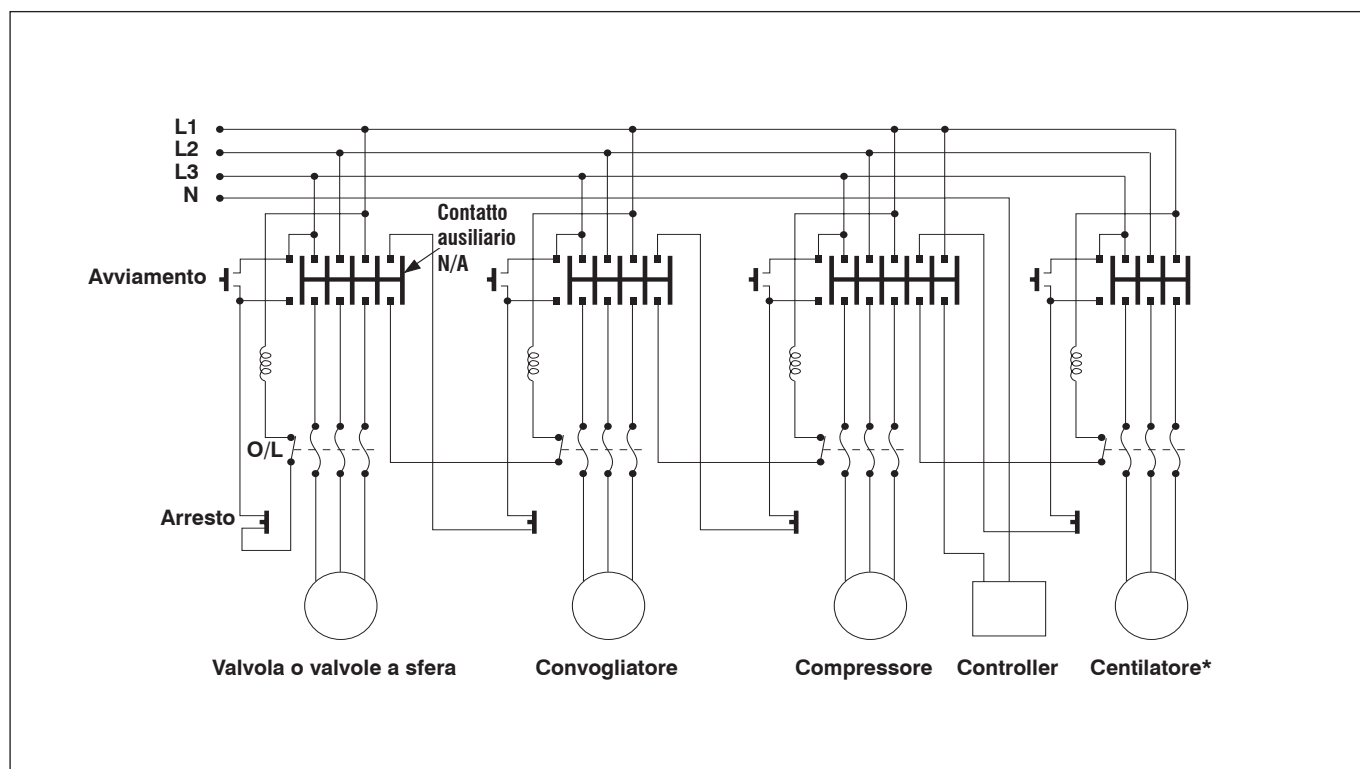 L1
L2
L3
N
Contatto
ausiliario
N/A
Avviamento
O/L
Arresto
Valvola o valvole a sfera
Convogliatore
Compressore
Controller
Centilatore*